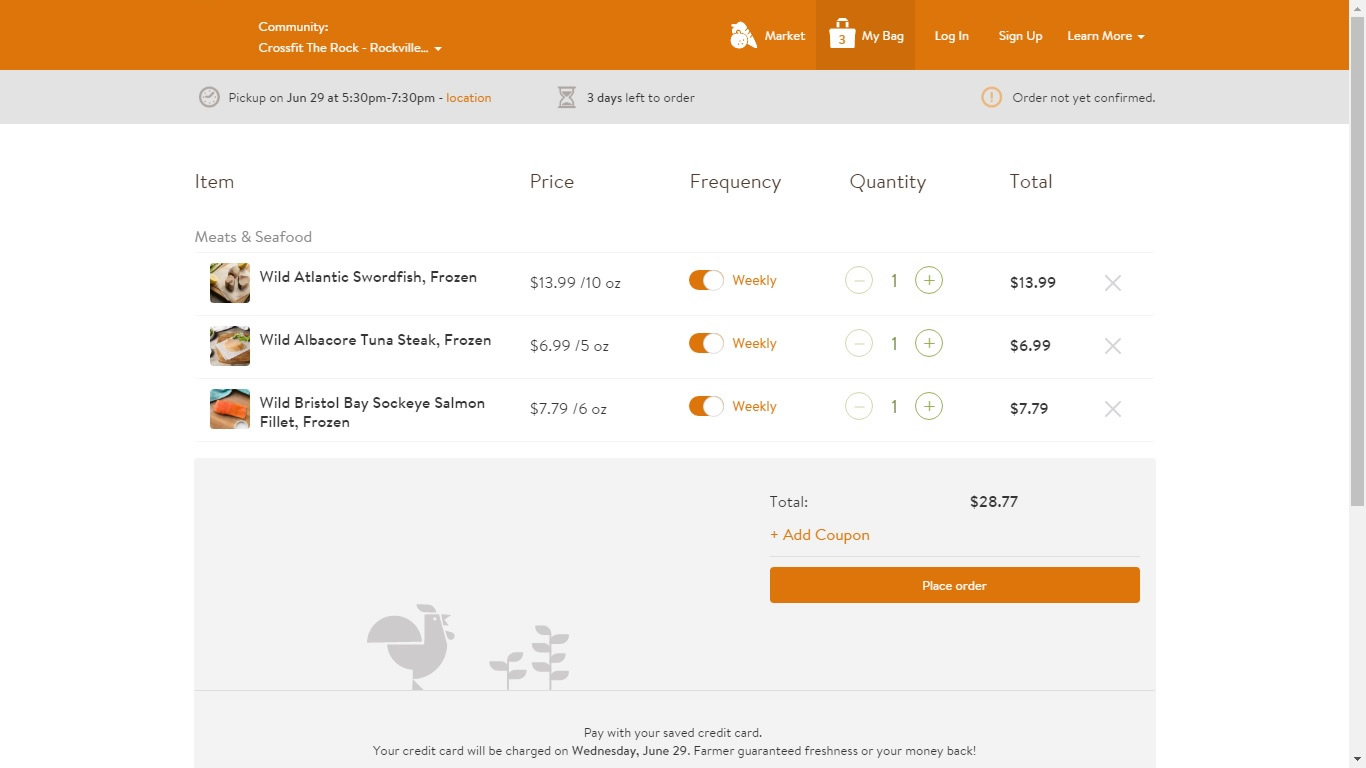 Community:
Crossfit The Rock - Rockville...
Market
3
My Bag
Log In
Sign Up
Learn More
Pickup on Jun 29 at 5:30pm-7:30pm - location
3 days left to order
Order not yet confirmed.
Item Price Frequency Quantity Total
Meats & Seafood
Wild Atlantic Swordfish, Frozen
$13.99 /10 oz
Weekly
1
$13.99
Wild Albacore Tuna Steak, Frozen
$6.99 /5 oz
Weekly
1
$6.99
Wild Bristol Bay Sockeye Salmon
Fillet, Frozen
$7.79 /6 oz
Weekly
1
$7.79
Total: $28.77
+ Add Coupon
Place order
Pay with your saved credit card.
Your credit card will be charged on Wednesday, June 29. Farmer guaranteed freshness or your money back!